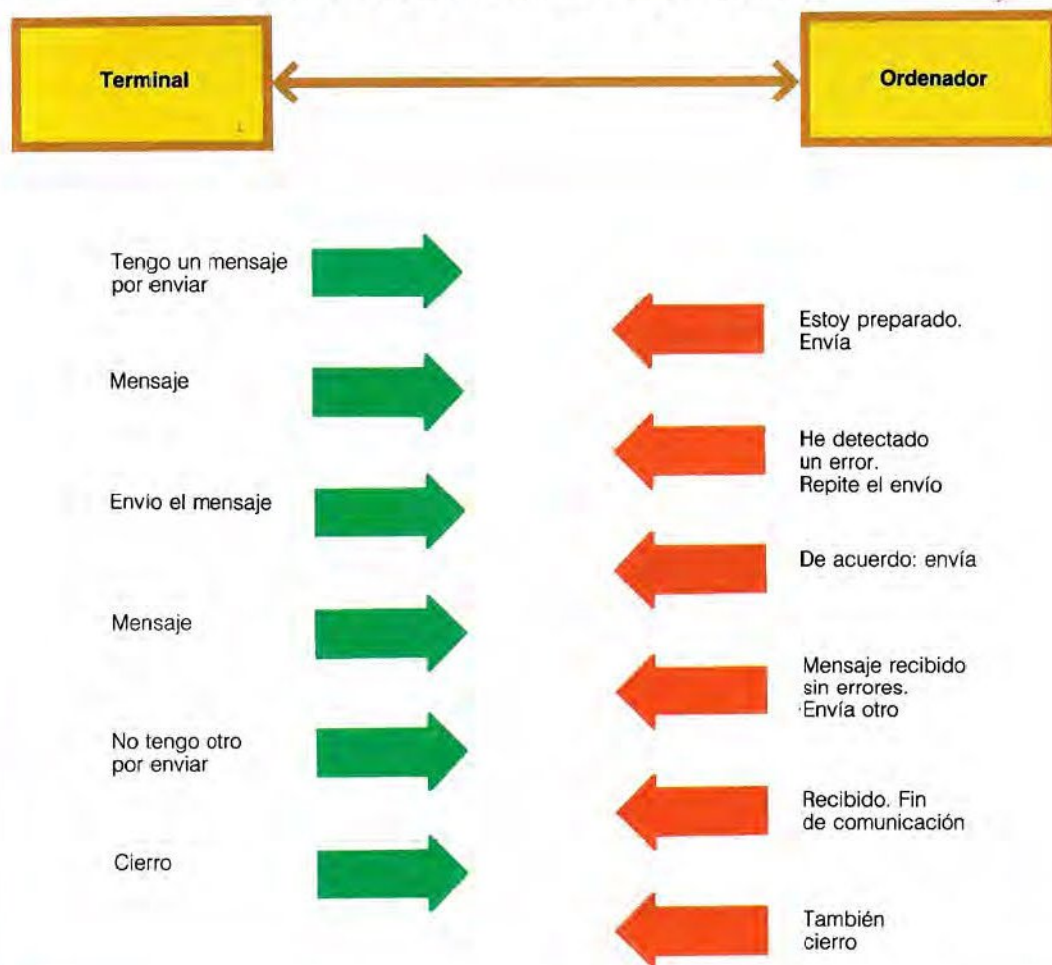 Terminal
Ordenador
Tengo un mensaje
por enviar
Estoy preparado.
Envía
Mensaje
He detectado
un error.
Repite el envío
Envio el mensaje
De acuerdo: envía
Mensaje
Mensaje recibido
sin errores.
Envía otro
No tengo otro
por enviar
Recibido. Fin
de comunicación
Cierro
También
cierro